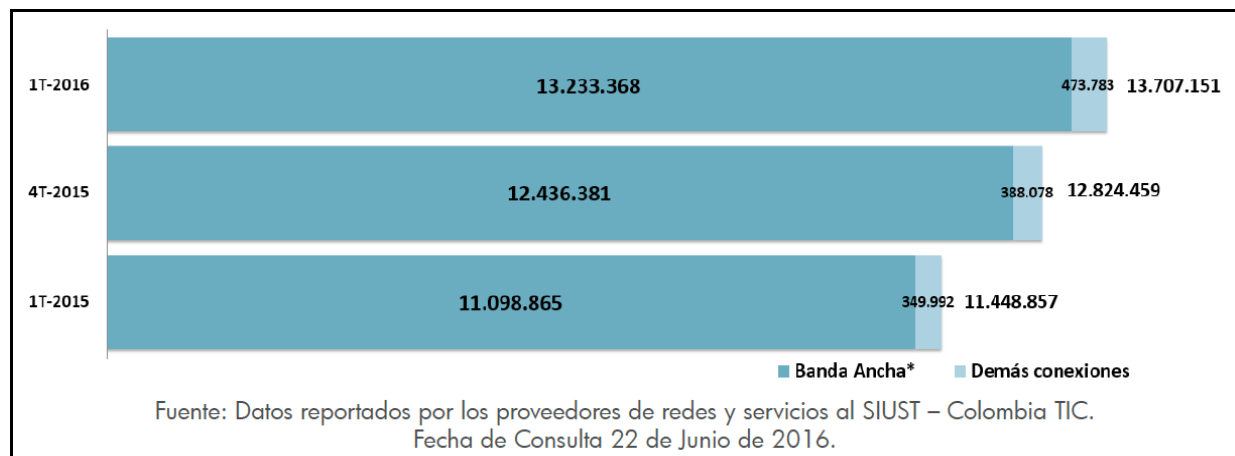 1T-2016 13.233.368 473.783 13.707.151
4T-2015 12.436.381 388.078 12.824.459
1T-2015 11.098.865 349.992 11.448.857
Banda Ancha* Demás conexiones
Fuente: Datos reportados por los proveedores de redes y servicios al SIUST – Colombia TIC.
Fecha de Consulta 22 de Junio de 2016.